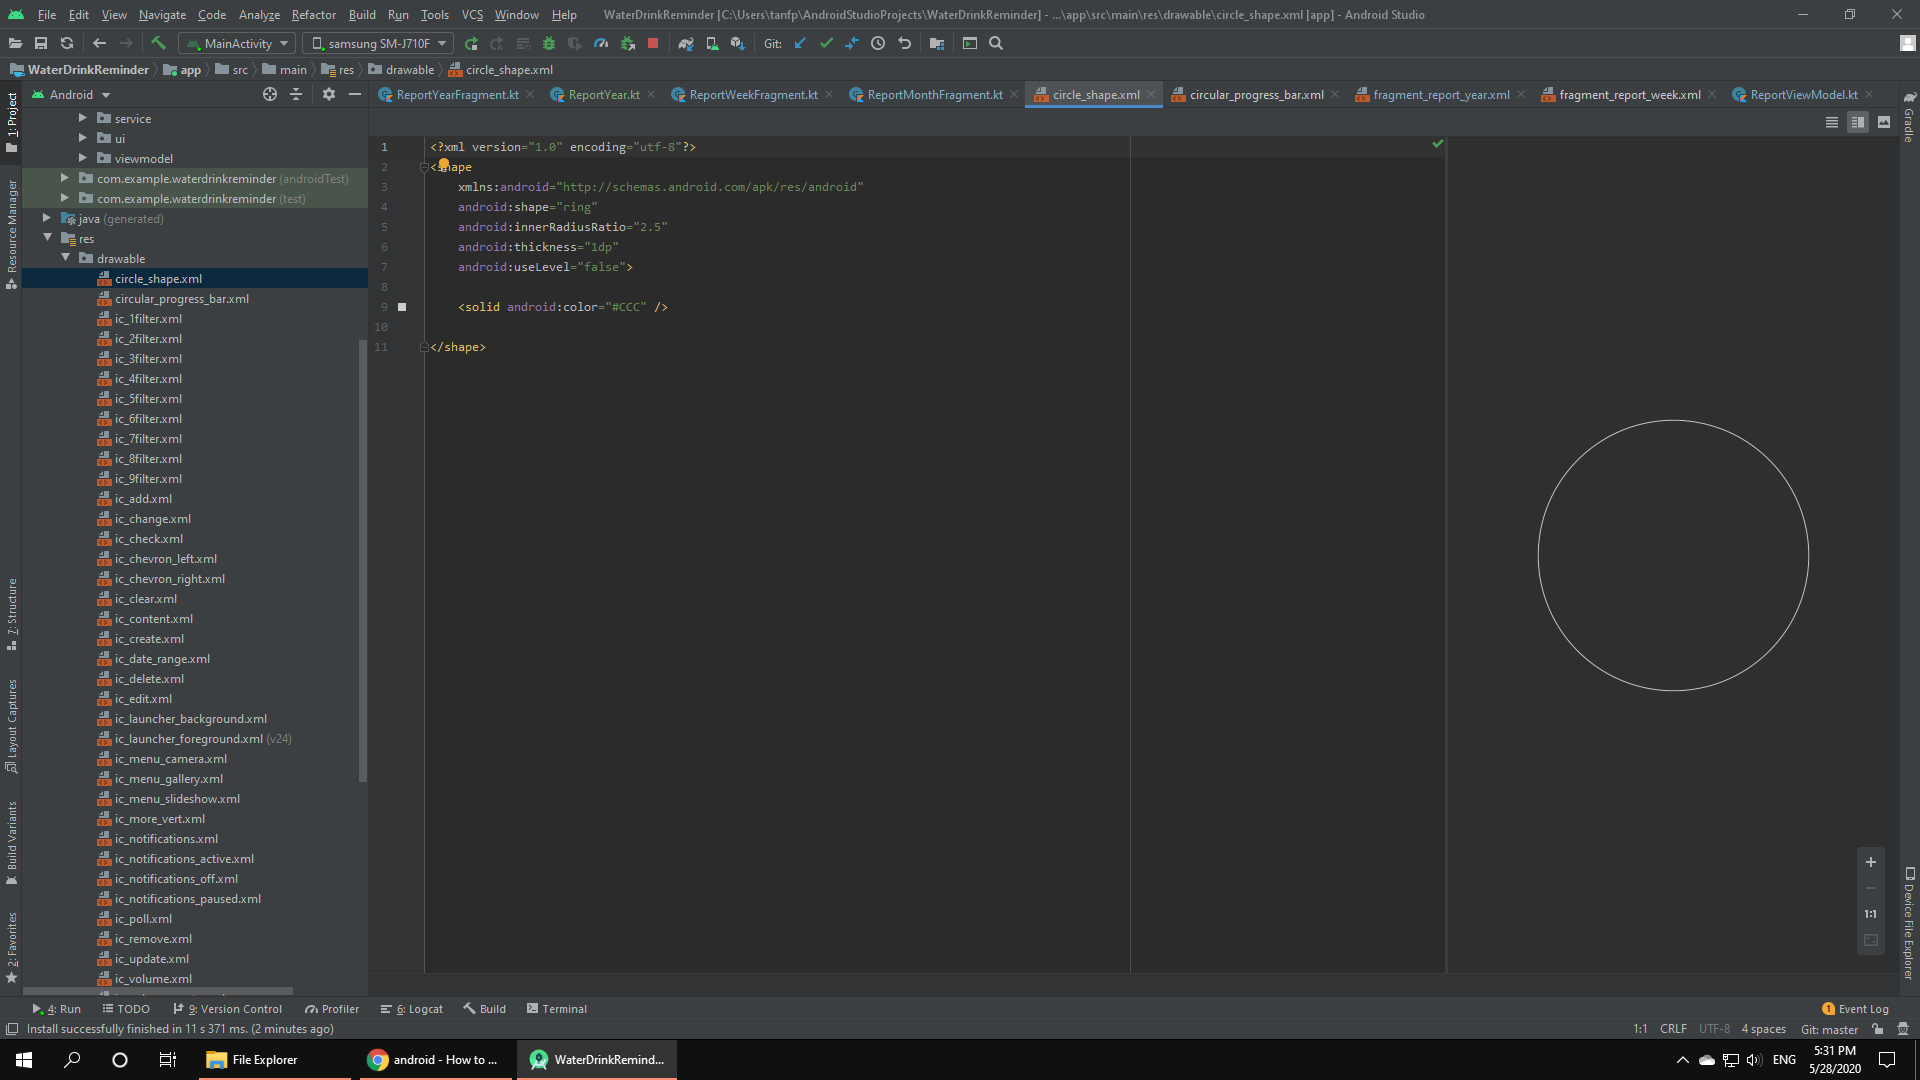 File Edit View Navigate Code Analyze Refactor Build Run Tools VCS Window Help WaterDrinkReminder [C:\Users\tanfp\AndroidStudioProjects\WaterDrinkReminder] - ...\app\src\main\res\drawable\circle_shape.xml [app] - Android Studio
MainActivity samsung SM-J710F Git:
WaterDrinkReminder app src main res drawable circle_shape.xml
Android
ReportYearFragment.kt ReportYear.kt ReportWeekFragment.kt ReportMonthFragment.kt circle_shape.xml circular_progress_bar.xml fragment_report_year.xml fragment_report_week.xml ReportViewModel.kt
1: Project
Resource Manager
7: Structure
Layout Captures
Build Variants
2: Favorites
service
ui
viewmodel
com.example.waterdrinkreminder (androidTest)
com.example.waterdrinkreminder (test)
java (generated)
res
drawable
circle_shape.xml
circular_progress_bar.xml
ic_1filter.xml
ic_2filter.xml
ic_3filter.xml
ic_4filter.xml
ic_5filter.xml
ic_6filter.xml
ic_7filter.xml
ic_8filter.xml
ic_9filter.xml
ic_add.xml
ic_change.xml
ic_check.xml
ic_chevron_left.xml
ic_chevron_right.xml
ic_clear.xml
ic_content.xml
ic_create.xml
ic_date_range.xml
ic_delete.xml
ic_edit.xml
ic_launcher_background.xml
ic_launcher_foreground.xml (v24)
ic_menu_camera.xml
ic_menu_gallery.xml
ic_menu_slideshow.xml
ic_more_vert.xml
ic_notifications.xml
ic_notifications_active.xml
ic_notifications_off.xml
ic_notifications_paused.xml
ic_poll.xml
ic_remove.xml
ic_update.xml
ic_volume.xml
1 <?xml version="1.0" encoding="utf-8"?>
2 <shape
3 xmlns:android="http://schemas.android.com/apk/res/android"
4 android:shape="ring"
5 android:innerRadiusRatio="2.5"
6 android:thickness="1dp"
7 android:useLevel="false">
8
9 <solid android:color="#CCC" />
10
11 </shape>
Gradle
1:1
Device File Explorer
4: Run TODO 9: Version Control Profiler 6: Logcat Build Terminal 1 Event Log
Install successfully finished in 11 s 371 ms. (2 minutes ago) 1:1 CRLF UTF-8 4 spaces Git: master
File Explorer android - How to ... WaterDrinkRemind... ENG 5:31 PM
5/28/2020